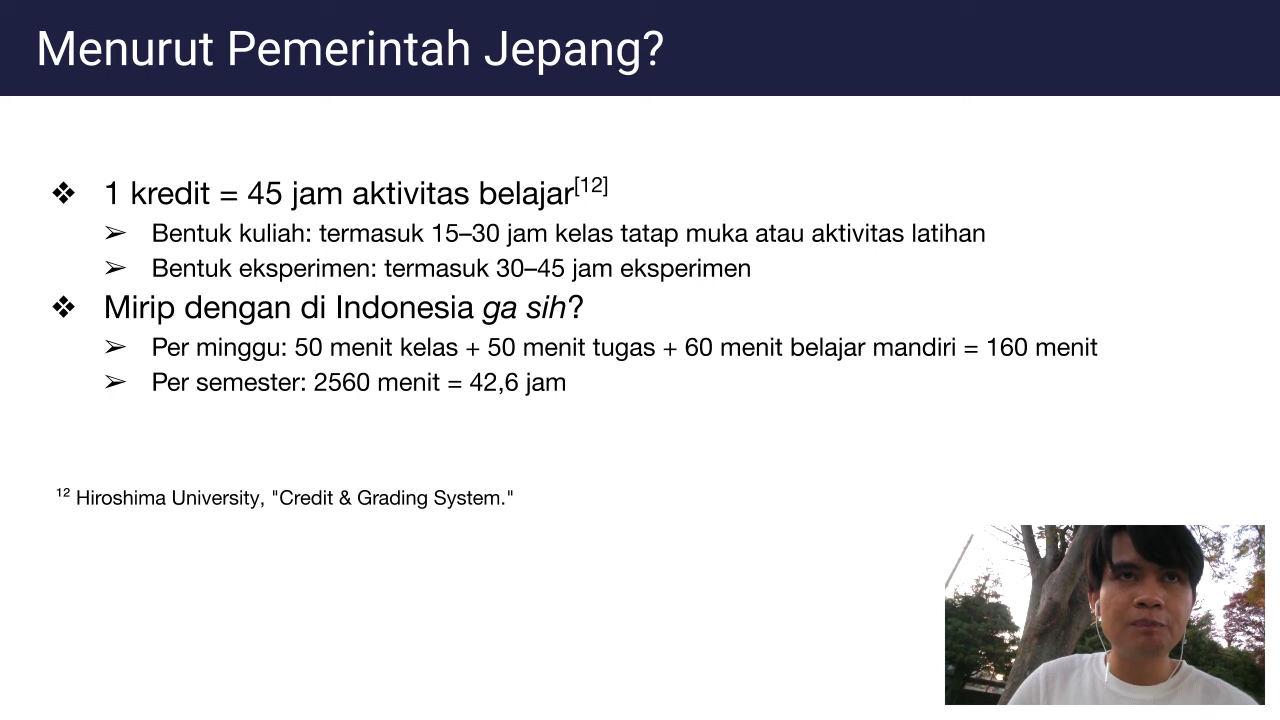 Menurut Pemerintah Jepang?
❖ 1 kredit = 45 jam aktivitas belajar[12]
➢ Bentuk kuliah: termasuk 15–30 jam kelas tatap muka atau aktivitas latihan
➢ Bentuk eksperimen: termasuk 30–45 jam eksperimen
❖ Mirip dengan di Indonesia ga sih?
➢ Per minggu: 50 menit kelas + 50 menit tugas + 60 menit belajar mandiri = 160 menit
➢ Per semester: 2560 menit = 42,6 jam
12 Hiroshima University, "Credit & Grading System."